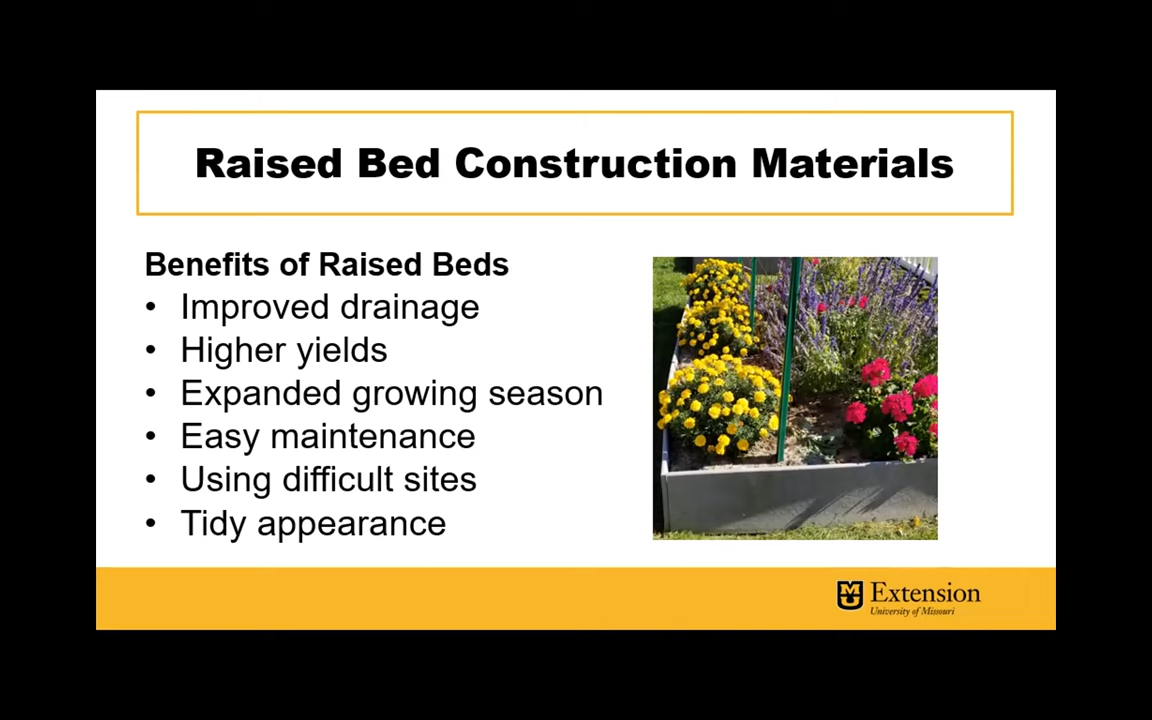 Raised Bed Construction Materials
Benefits of Raised Beds
• Improved drainage
• Higher yields
• Expanded growing season
• Easy maintenance
• Using difficult sites
• Tidy appearance
MU Extension
University of Missouri